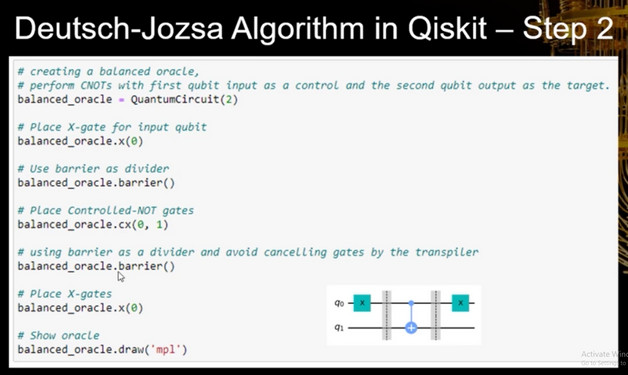 Deutsch-Jozsa Algorithm in Qiskit – Step 2
# creating a balanced oracle,
# perform CNOTs with first qubit input as a control and the second qubit output as the target.
balanced_oracle = QuantumCircuit(2)
# Place X-gate for input qubit
balanced_oracle.x(0)
# Use barrier as divider
balanced_oracle.barrier()
# Place Controlled-NOT gates
balanced_oracle.cx(0, 1)
# using barrier as a divider and avoid cancelling gates by the transpiler
balanced_oracle.barrier()
# Place X-gates
balanced_oracle.x(0)
# Show oracle
balanced_oracle.draw('mpl')
q0 X X
q1
Activate Win
Go to Settings to